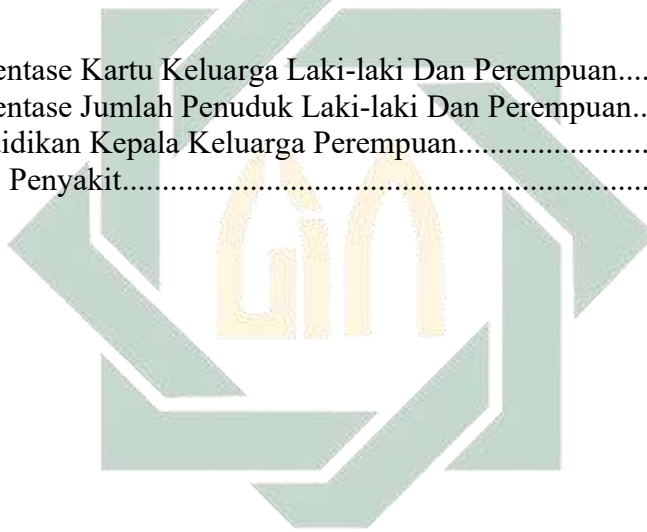 entase Kartu Keluarga Laki-laki Dan Perempuan....
entase Jumlah Penuduk Laki-laki Dan Perempuan...
idikan Kepala Keluarga Perempuan.......................
Penyakit..................................................................